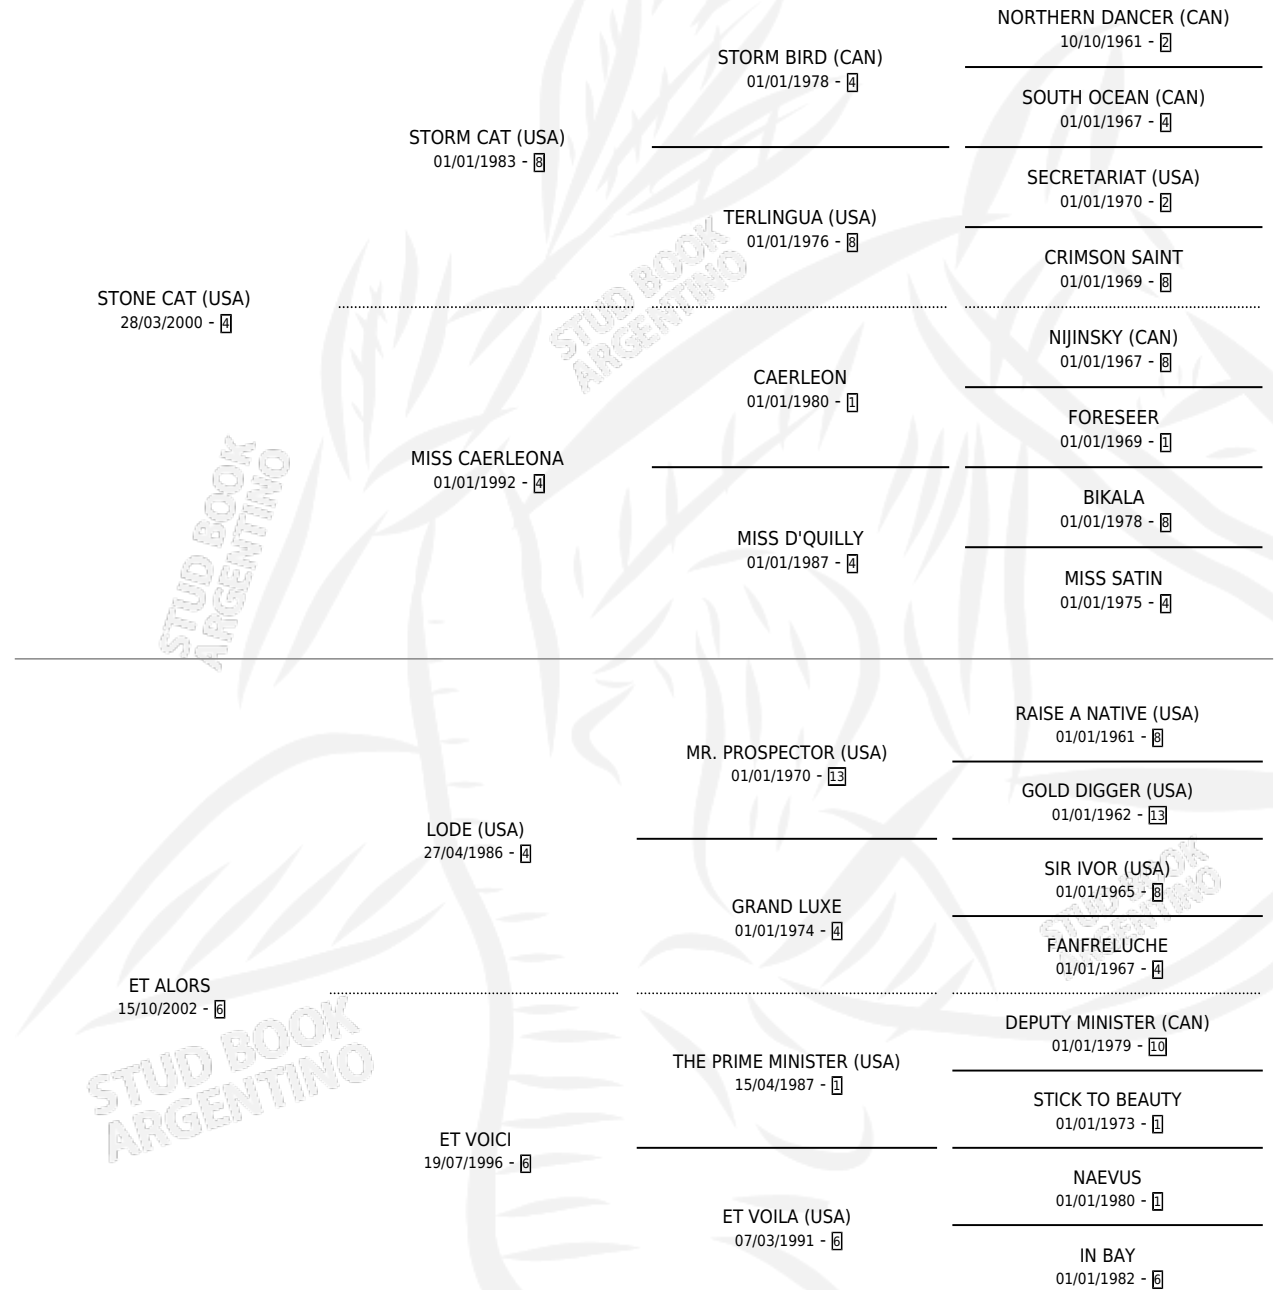 NORTHERN DANCER (CAN)
10/10/1961 - 2
STORM BIRD (CAN)
01/01/1978 - 4
SOUTH OCEAN (CAN)
01/01/1967 - 4
STORM CAT (USA)
01/01/1983 - 8
SECRETARIAT (USA)
01/01/1970 - 2
TERLINGUA (USA)
01/01/1976 - 8
CRIMSON SAINT
01/01/1969 - 8
STONE CAT (USA)
28/03/2000 - 4
NIJINSKY (CAN)
01/01/1967 - 8
CAERLEON
01/01/1980 - 1
FORESEER
01/01/1969 - 1
MISS CAERLEONA
01/01/1992 - 4
BIKALA
01/01/1978 - 8
MISS D'QUILLY
01/01/1987 - 4
MISS SATIN
01/01/1975 - 4
RAISE A NATIVE (USA)
01/01/1961 - 8
MR. PROSPECTOR (USA)
01/01/1970 - 13
GOLD DIGGER (USA)
01/01/1962 - 13
LODE (USA)
27/04/1986 - 4
SIR IVOR (USA)
01/01/1965 - 8
GRAND LUXE
01/01/1974 - 4
FANFRELUCHE
01/01/1967 - 4
ET ALORS
15/10/2002 - 6
DEPUTY MINISTER (CAN)
01/01/1979 - 10
THE PRIME MINISTER (USA)
15/04/1987 - 1
STICK TO BEAUTY
01/01/1973 - 1
ET VOICI
19/07/1996 - 6
NAEVUS
01/01/1980 - 1
ET VOILA (USA)
07/03/1991 - 6
IN BAY
01/01/1982 - 6
STUD BOOK
ARGENTINO
STUD BOOK
ARGENTINO
STUD BOOK
ARGENTINO
STUD BOOK
ARGENTINO